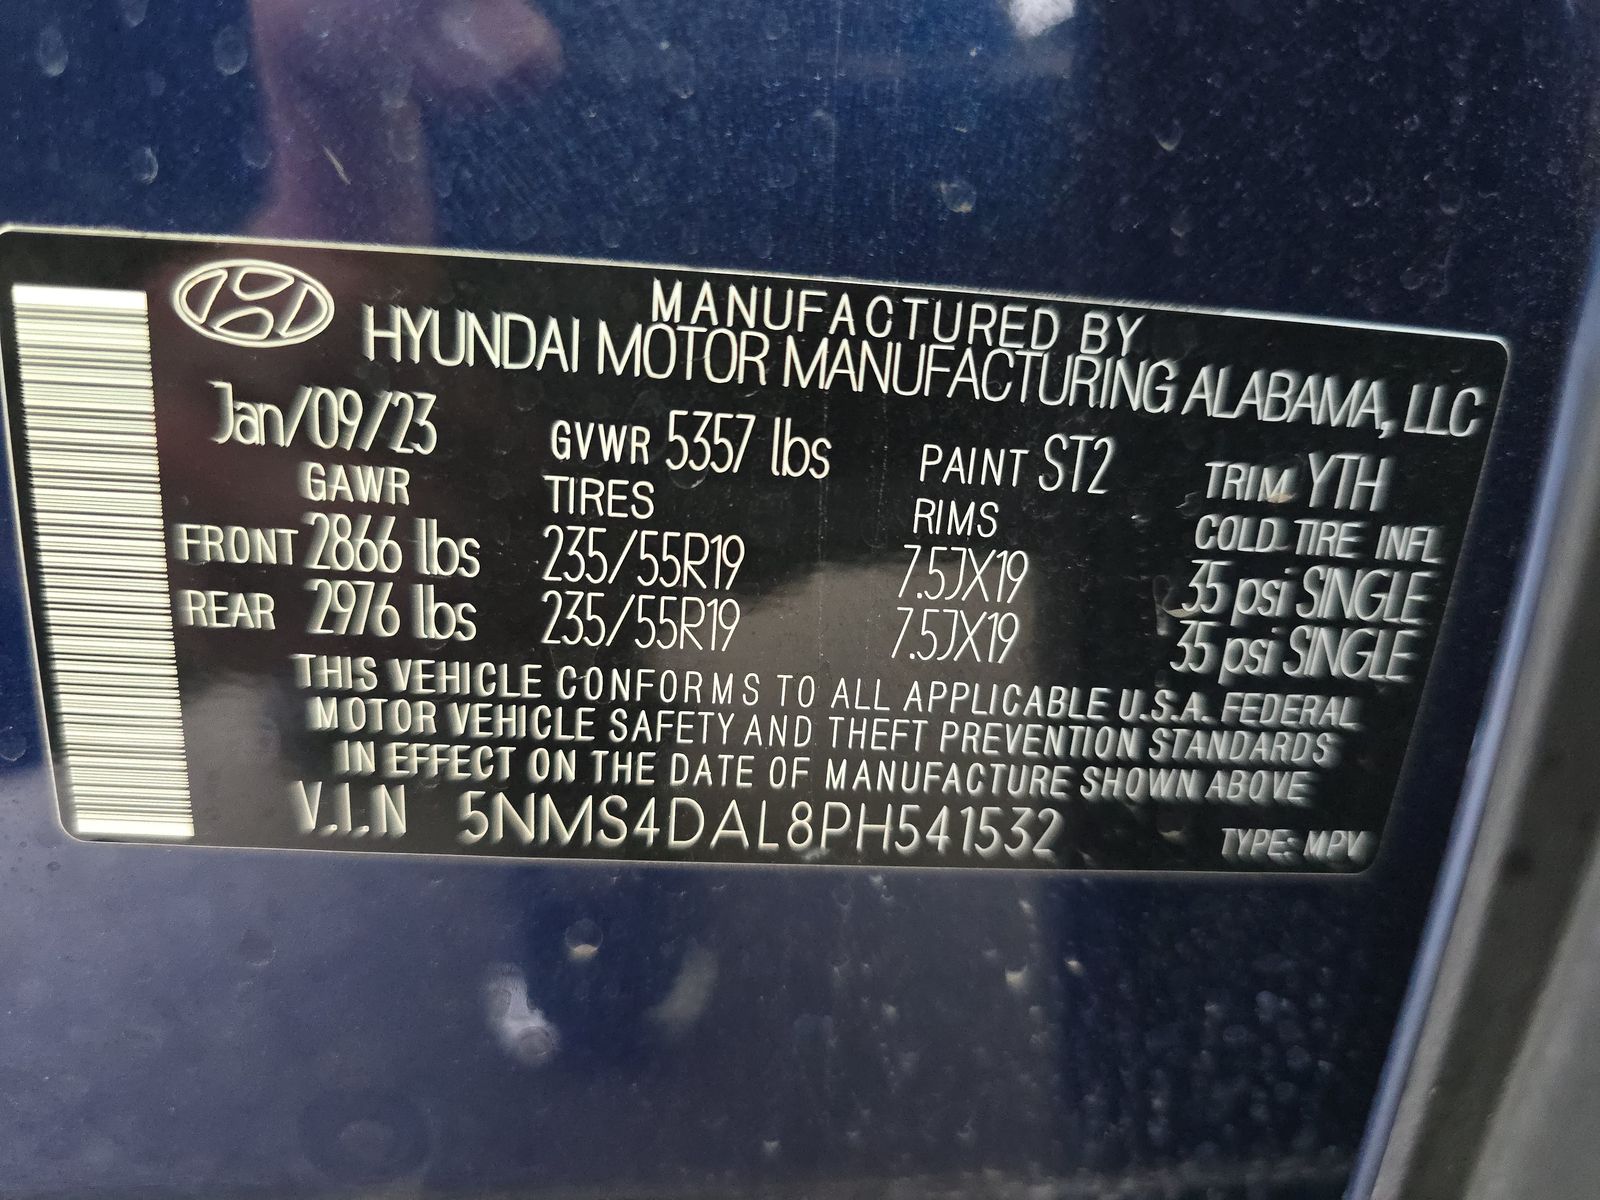 MANUFACTURED BY
HYUNDAI MOTOR MANUFACTURING ALABAMA, LLC
Jan/09/23 GVWR 5357 lbs PAINT ST2 TRIM YTH
GAWR TIRES RIMS COLD TIRE INFL
FRONT 2866 lbs 235/55R19 7.5JX19 35 psi SINGLE
REAR 2976 lbs 235/55R19 7.5JX19 35 psi SINGLE
THIS VEHICLE CONFORMS TO ALL APPLICABLE U.S.A. FEDERAL
MOTOR VEHICLE SAFETY AND THEFT PREVENTION STANDARDS
IN EFFECT ON THE DATE OF MANUFACTURE SHOWN ABOVE
V.I.N 5NMS4DAL8PH541532 TYPE: MPV